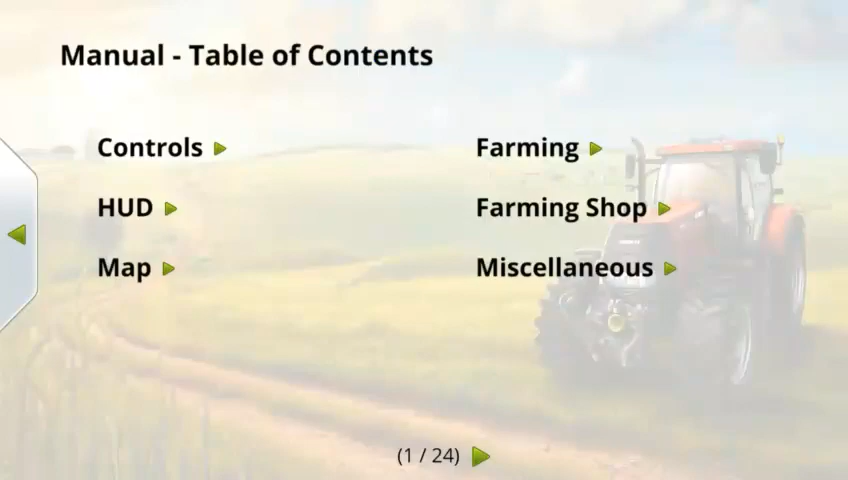 Manual - Table of Contents
Controls
HUD
Map
Farming
Farming Shop
Miscellaneous
(1 / 24)